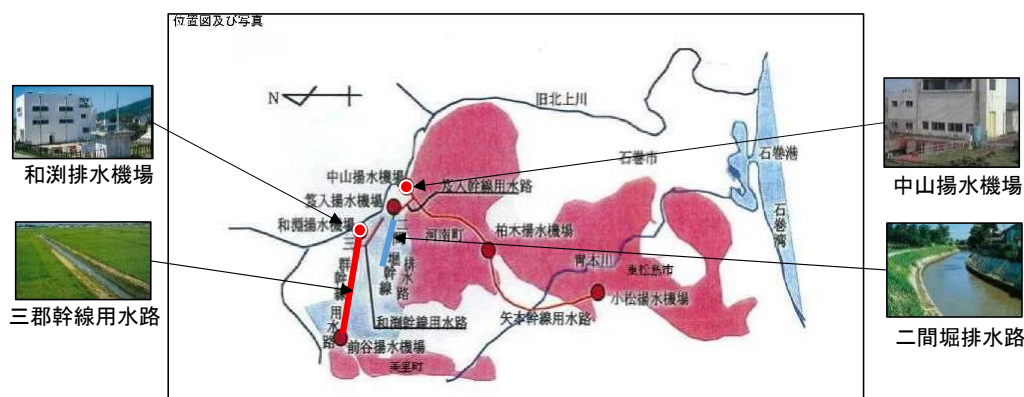 位置図及び写真
N
旧北上川
石巻市
石巻港
石巻湾
中山揚水機場
笈入揚水機場
笈入幹線用水路
和淵揚水機場
河南町
柏木揚水機場
青木川
東松島市
小松揚水機場
矢本幹線用水路
二間堀幹線排水路
三郡幹線用水路
和渕幹線用水路
前谷揚水機場
美里町
和渕排水機場
三郡幹線用水路
中山揚水機場
二間堀排水路